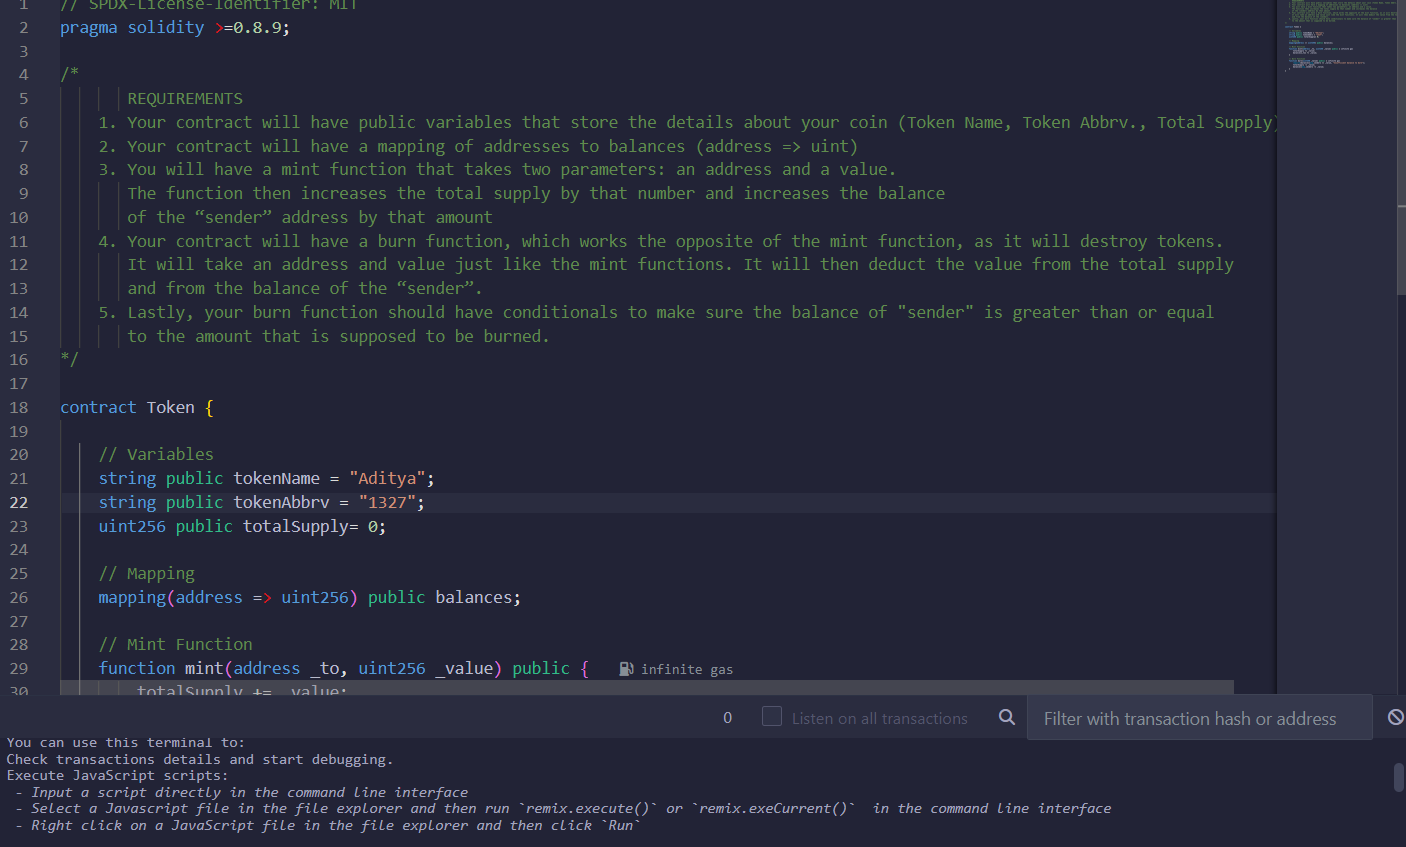 1 // SPDX-License-Identifier: MIT
2 pragma solidity >=0.8.9;
3
4 /*
5 REQUIREMENTS
6 1. Your contract will have public variables that store the details about your coin (Token Name, Token Abbrv., Total Supply)
7 2. Your contract will have a mapping of addresses to balances (address => uint)
8 3. You will have a mint function that takes two parameters: an address and a value.
9 The function then increases the total supply by that number and increases the balance
10 of the “sender” address by that amount
11 4. Your contract will have a burn function, which works the opposite of the mint function, as it will destroy tokens.
12 It will take an address and value just like the mint functions. It will then deduct the value from the total supply
13 and from the balance of the “sender”.
14 5. Lastly, your burn function should have conditionals to make sure the balance of "sender" is greater than or equal
15 to the amount that is supposed to be burned.
16 */
17
18 contract Token {
19
20 // Variables
21 string public tokenName = "Aditya";
22 string public tokenAbbrv = "1327";
23 uint256 public totalSupply= 0;
24
25 // Mapping
26 mapping(address => uint256) public balances;
27
28 // Mint Function
29 function mint(address _to, uint256 _value) public { infinite gas
30 totalSupply += _value;
0 Listen on all transactions Filter with transaction hash or address
You can use this terminal to:
Check transactions details and start debugging.
Execute JavaScript scripts:
- Input a script directly in the command line interface
- Select a Javascript file in the file explorer and then run `remix.execute()` or `remix.exeCurrent()` in the command line interface
- Right click on a JavaScript file in the file explorer and then click `Run`